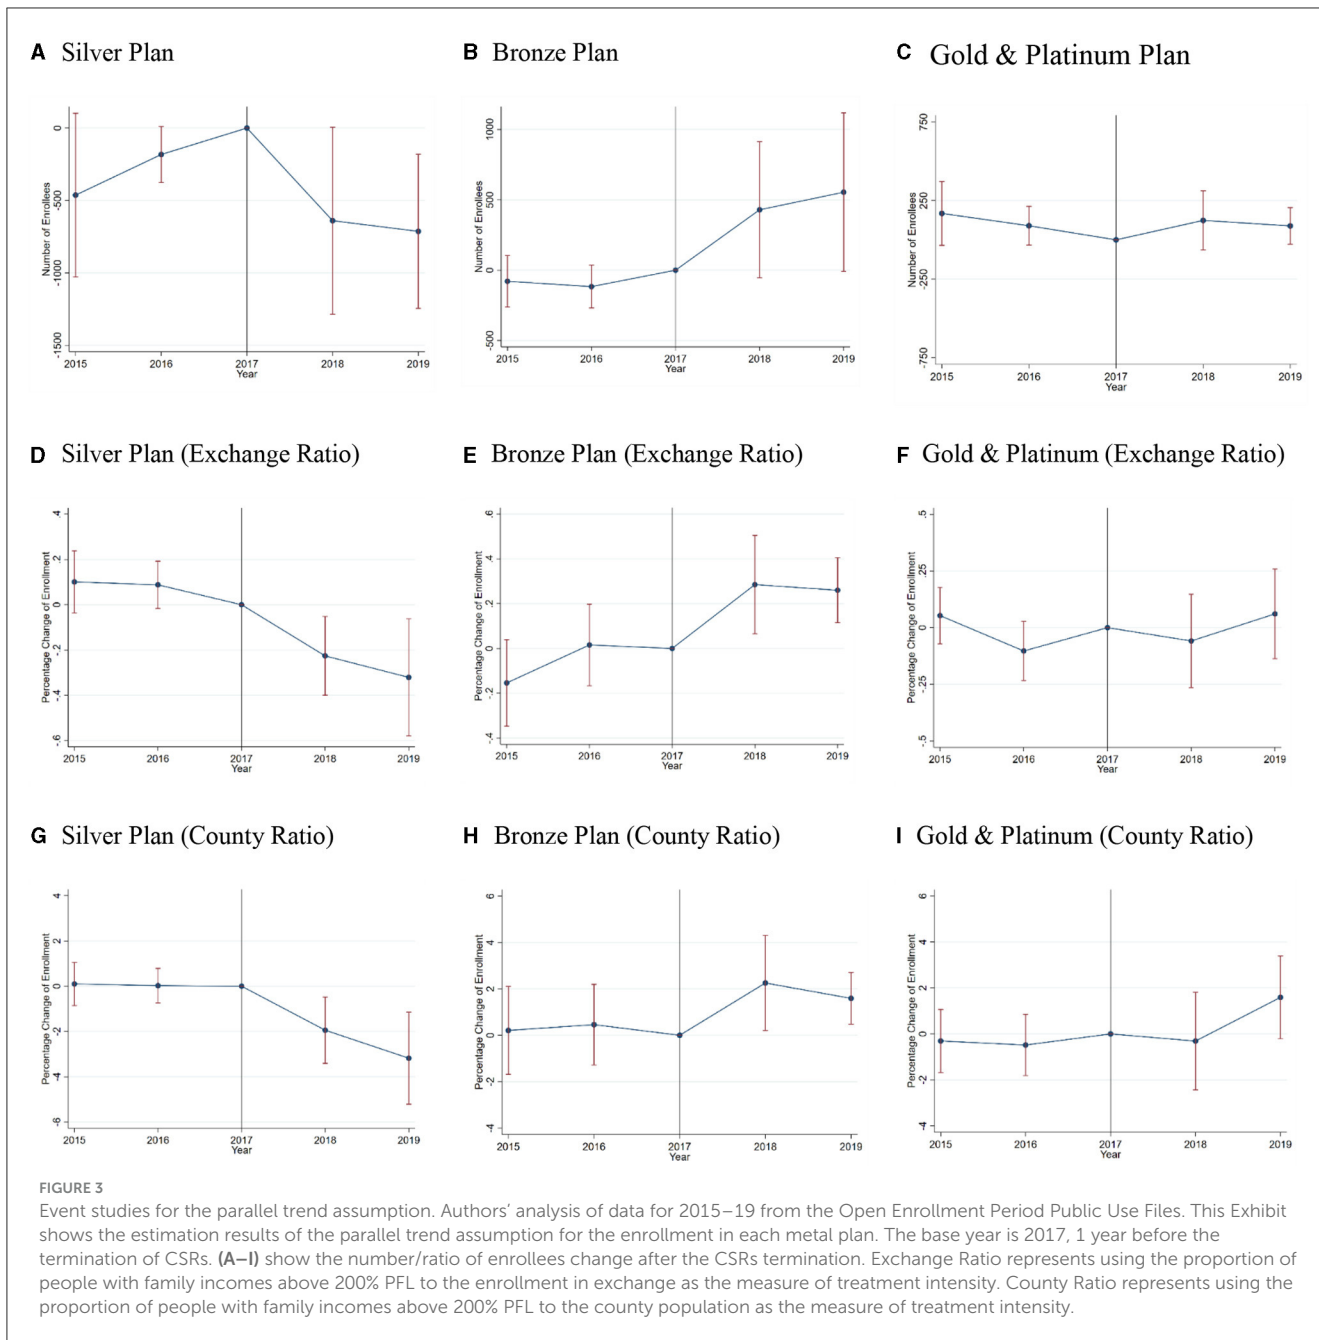 A Silver Plan
B Bronze Plan
C Gold & Platinum Plan
Number of Enrollees
0
-500
-1000
-1500
2015
2016
2017
2018
2019
Year
Number of Enrollees
1000
500
0
-500
2015
2016
2017
2018
2019
Year
Number of Enrollees
750
250
-250
-750
2015
2016
2017
2018
2019
Year
D Silver Plan (Exchange Ratio)
E Bronze Plan (Exchange Ratio)
F Gold & Platinum (Exchange Ratio)
Percentage Change of Enrollment
.4
.2
0
-.2
-.4
-.6
2015
2016
2017
2018
2019
Year
Percentage Change of Enrollment
.6
.4
.2
0
-.2
-.4
2015
2016
2017
2018
2019
Year
Percentage Change of Enrollment
.5
.25
0
-.25
-.5
2015
2016
2017
2018
2019
Year
G Silver Plan (County Ratio)
H Bronze Plan (County Ratio)
I Gold & Platinum (County Ratio)
Percentage Change of Enrollment
4
2
0
-2
-4
-6
2015
2016
2017
2018
2019
Year
Percentage Change of Enrollment
6
4
2
0
-2
-4
2015
2016
2017
2018
2019
Year
Percentage Change of Enrollment
6
4
2
0
-2
-4
2015
2016
2017
2018
2019
Year
FIGURE 3
Event studies for the parallel trend assumption. Authors' analysis of data for 2015–19 from the Open Enrollment Period Public Use Files. This Exhibit
shows the estimation results of the parallel trend assumption for the enrollment in each metal plan. The base year is 2017, 1 year before the
termination of CSRs. (A–I) show the number/ratio of enrollees change after the CSRs termination. Exchange Ratio represents using the proportion of
people with family incomes above 200% PFL to the enrollment in exchange as the measure of treatment intensity. County Ratio represents using the
proportion of people with family incomes above 200% PFL to the county population as the measure of treatment intensity.